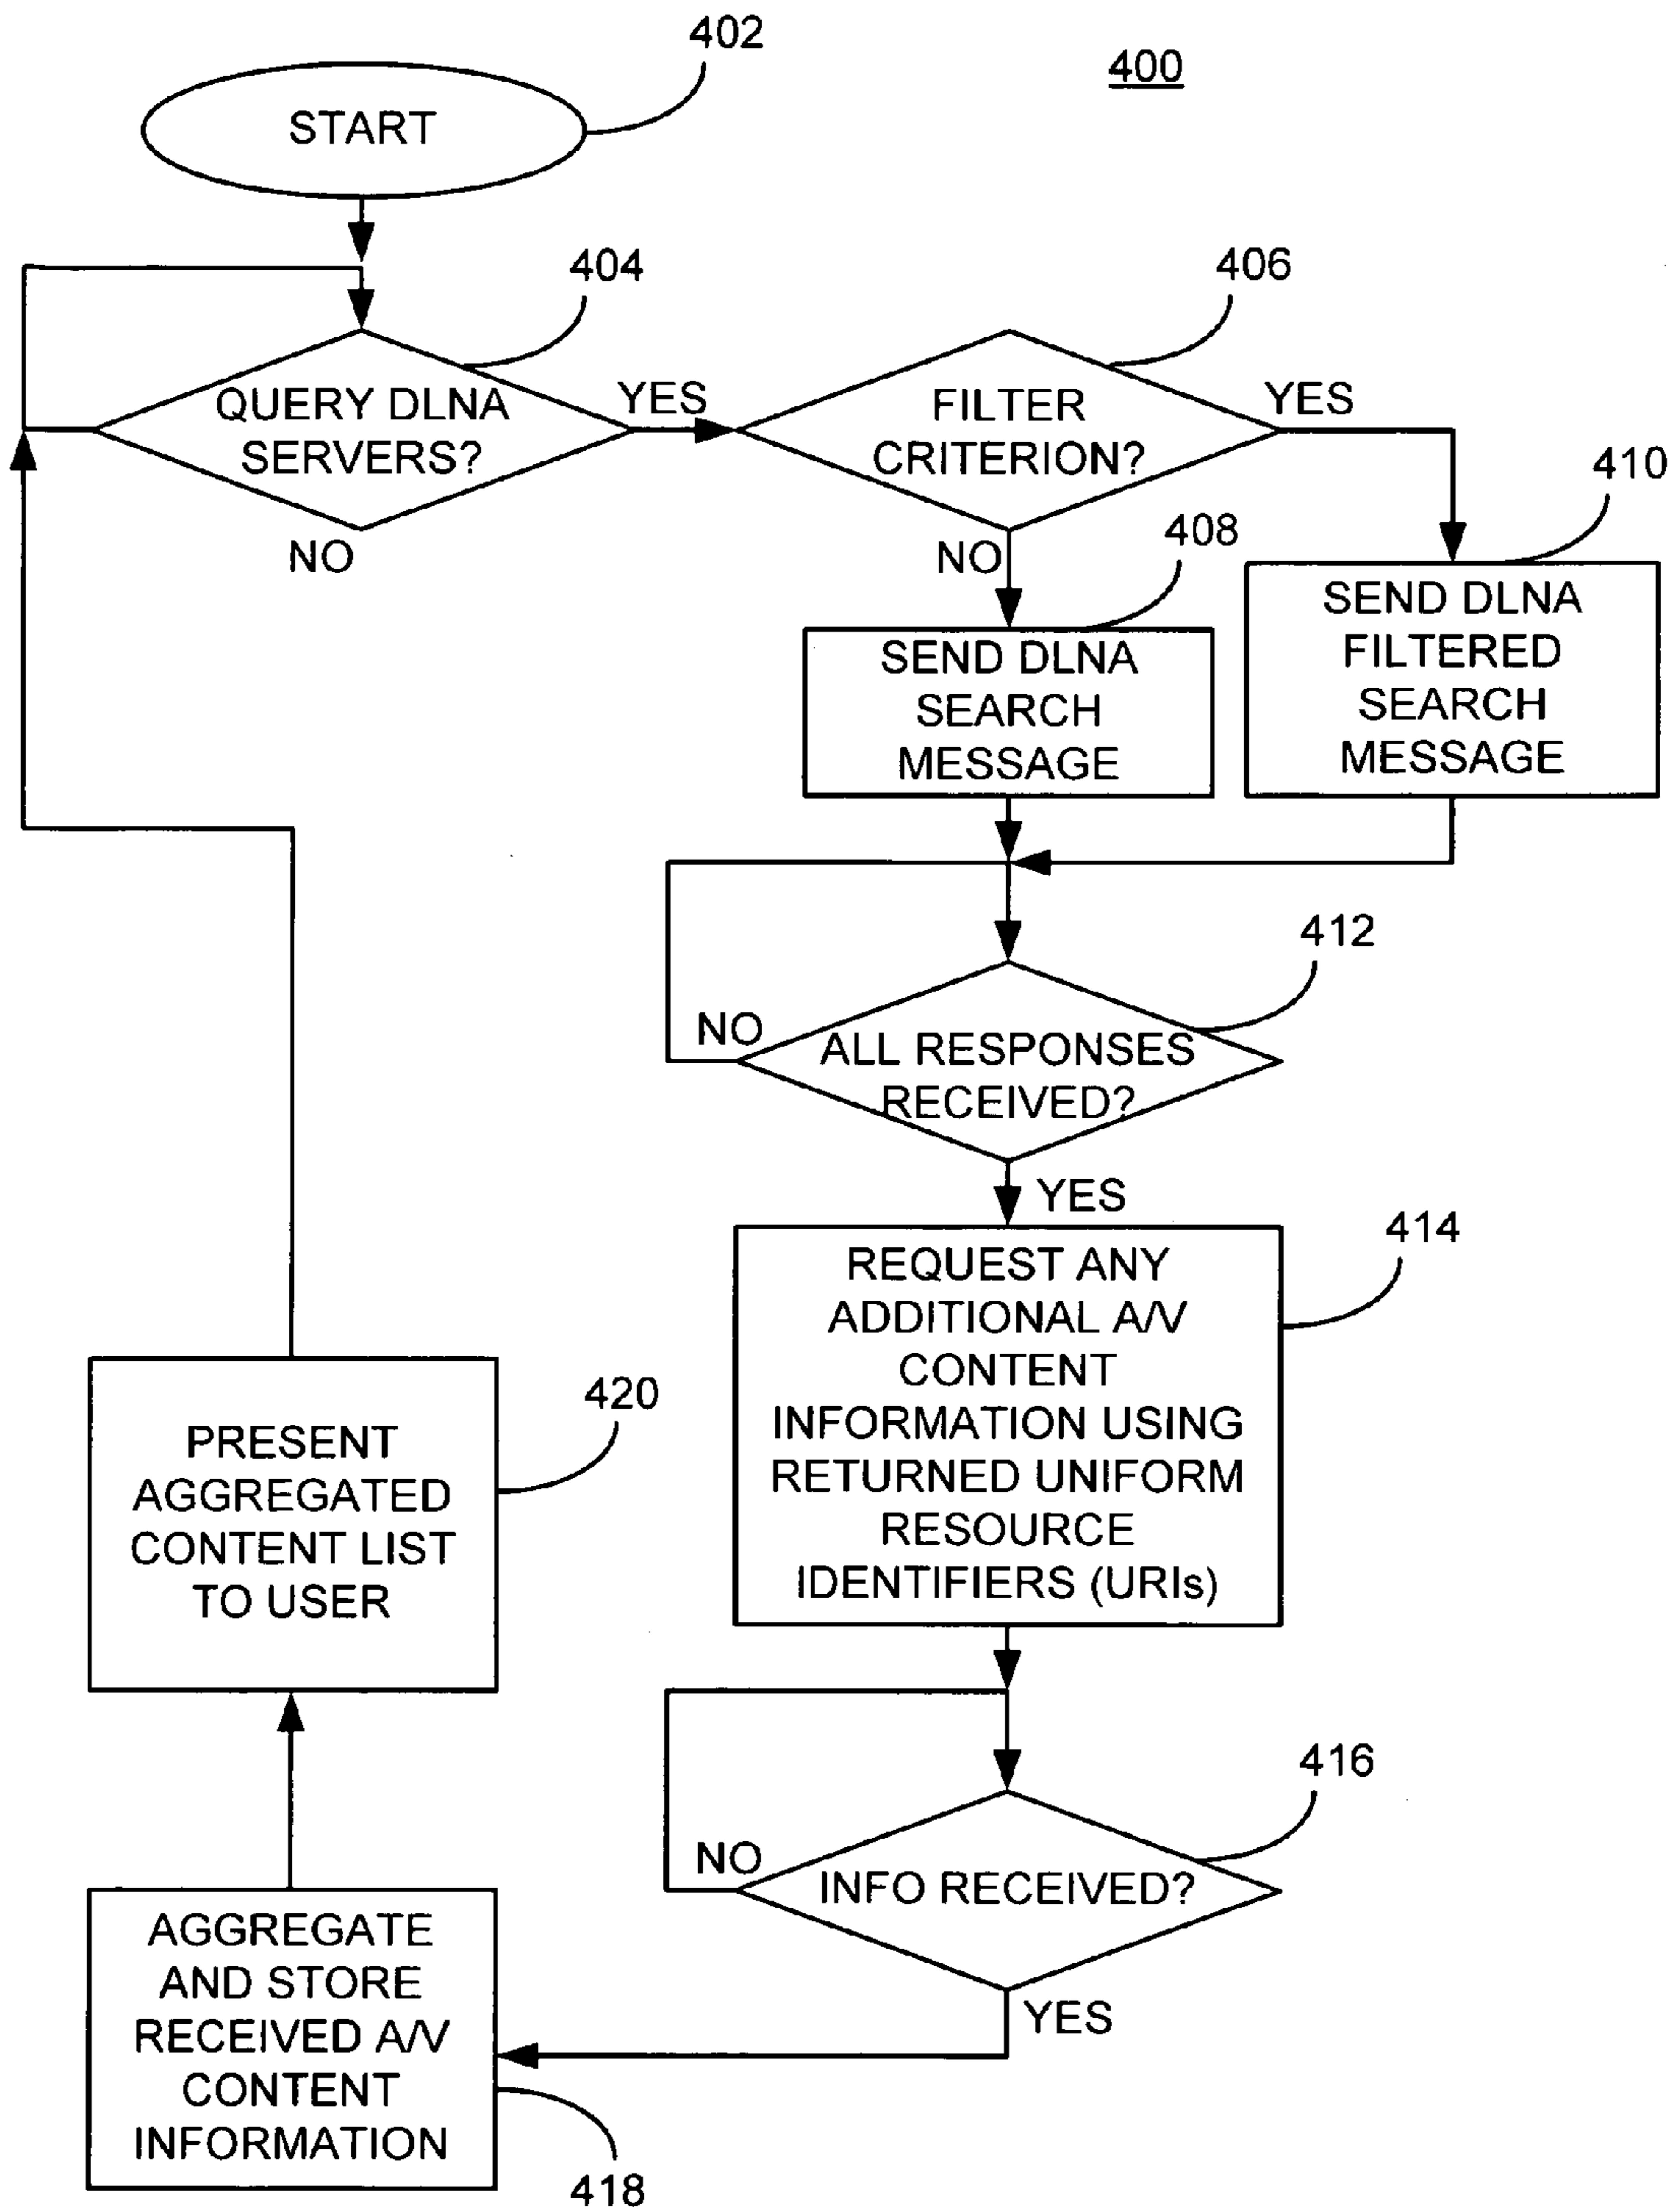 402
400
START
404
406
QUERY DLNA
SERVERS?
YES
NO
FILTER
CRITERION?
YES
NO
408
410
SEND DLNA
SEARCH
MESSAGE
SEND DLNA
FILTERED
SEARCH
MESSAGE
412
NO
ALL RESPONSES
RECEIVED?
YES
414
REQUEST ANY
ADDITIONAL A/V
CONTENT
INFORMATION USING
RETURNED UNIFORM
RESOURCE
IDENTIFIERS (URIs)
416
NO
INFO RECEIVED?
YES
420
PRESENT
AGGREGATED
CONTENT LIST
TO USER
AGGREGATE
AND STORE
RECEIVED A/V
CONTENT
INFORMATION
418